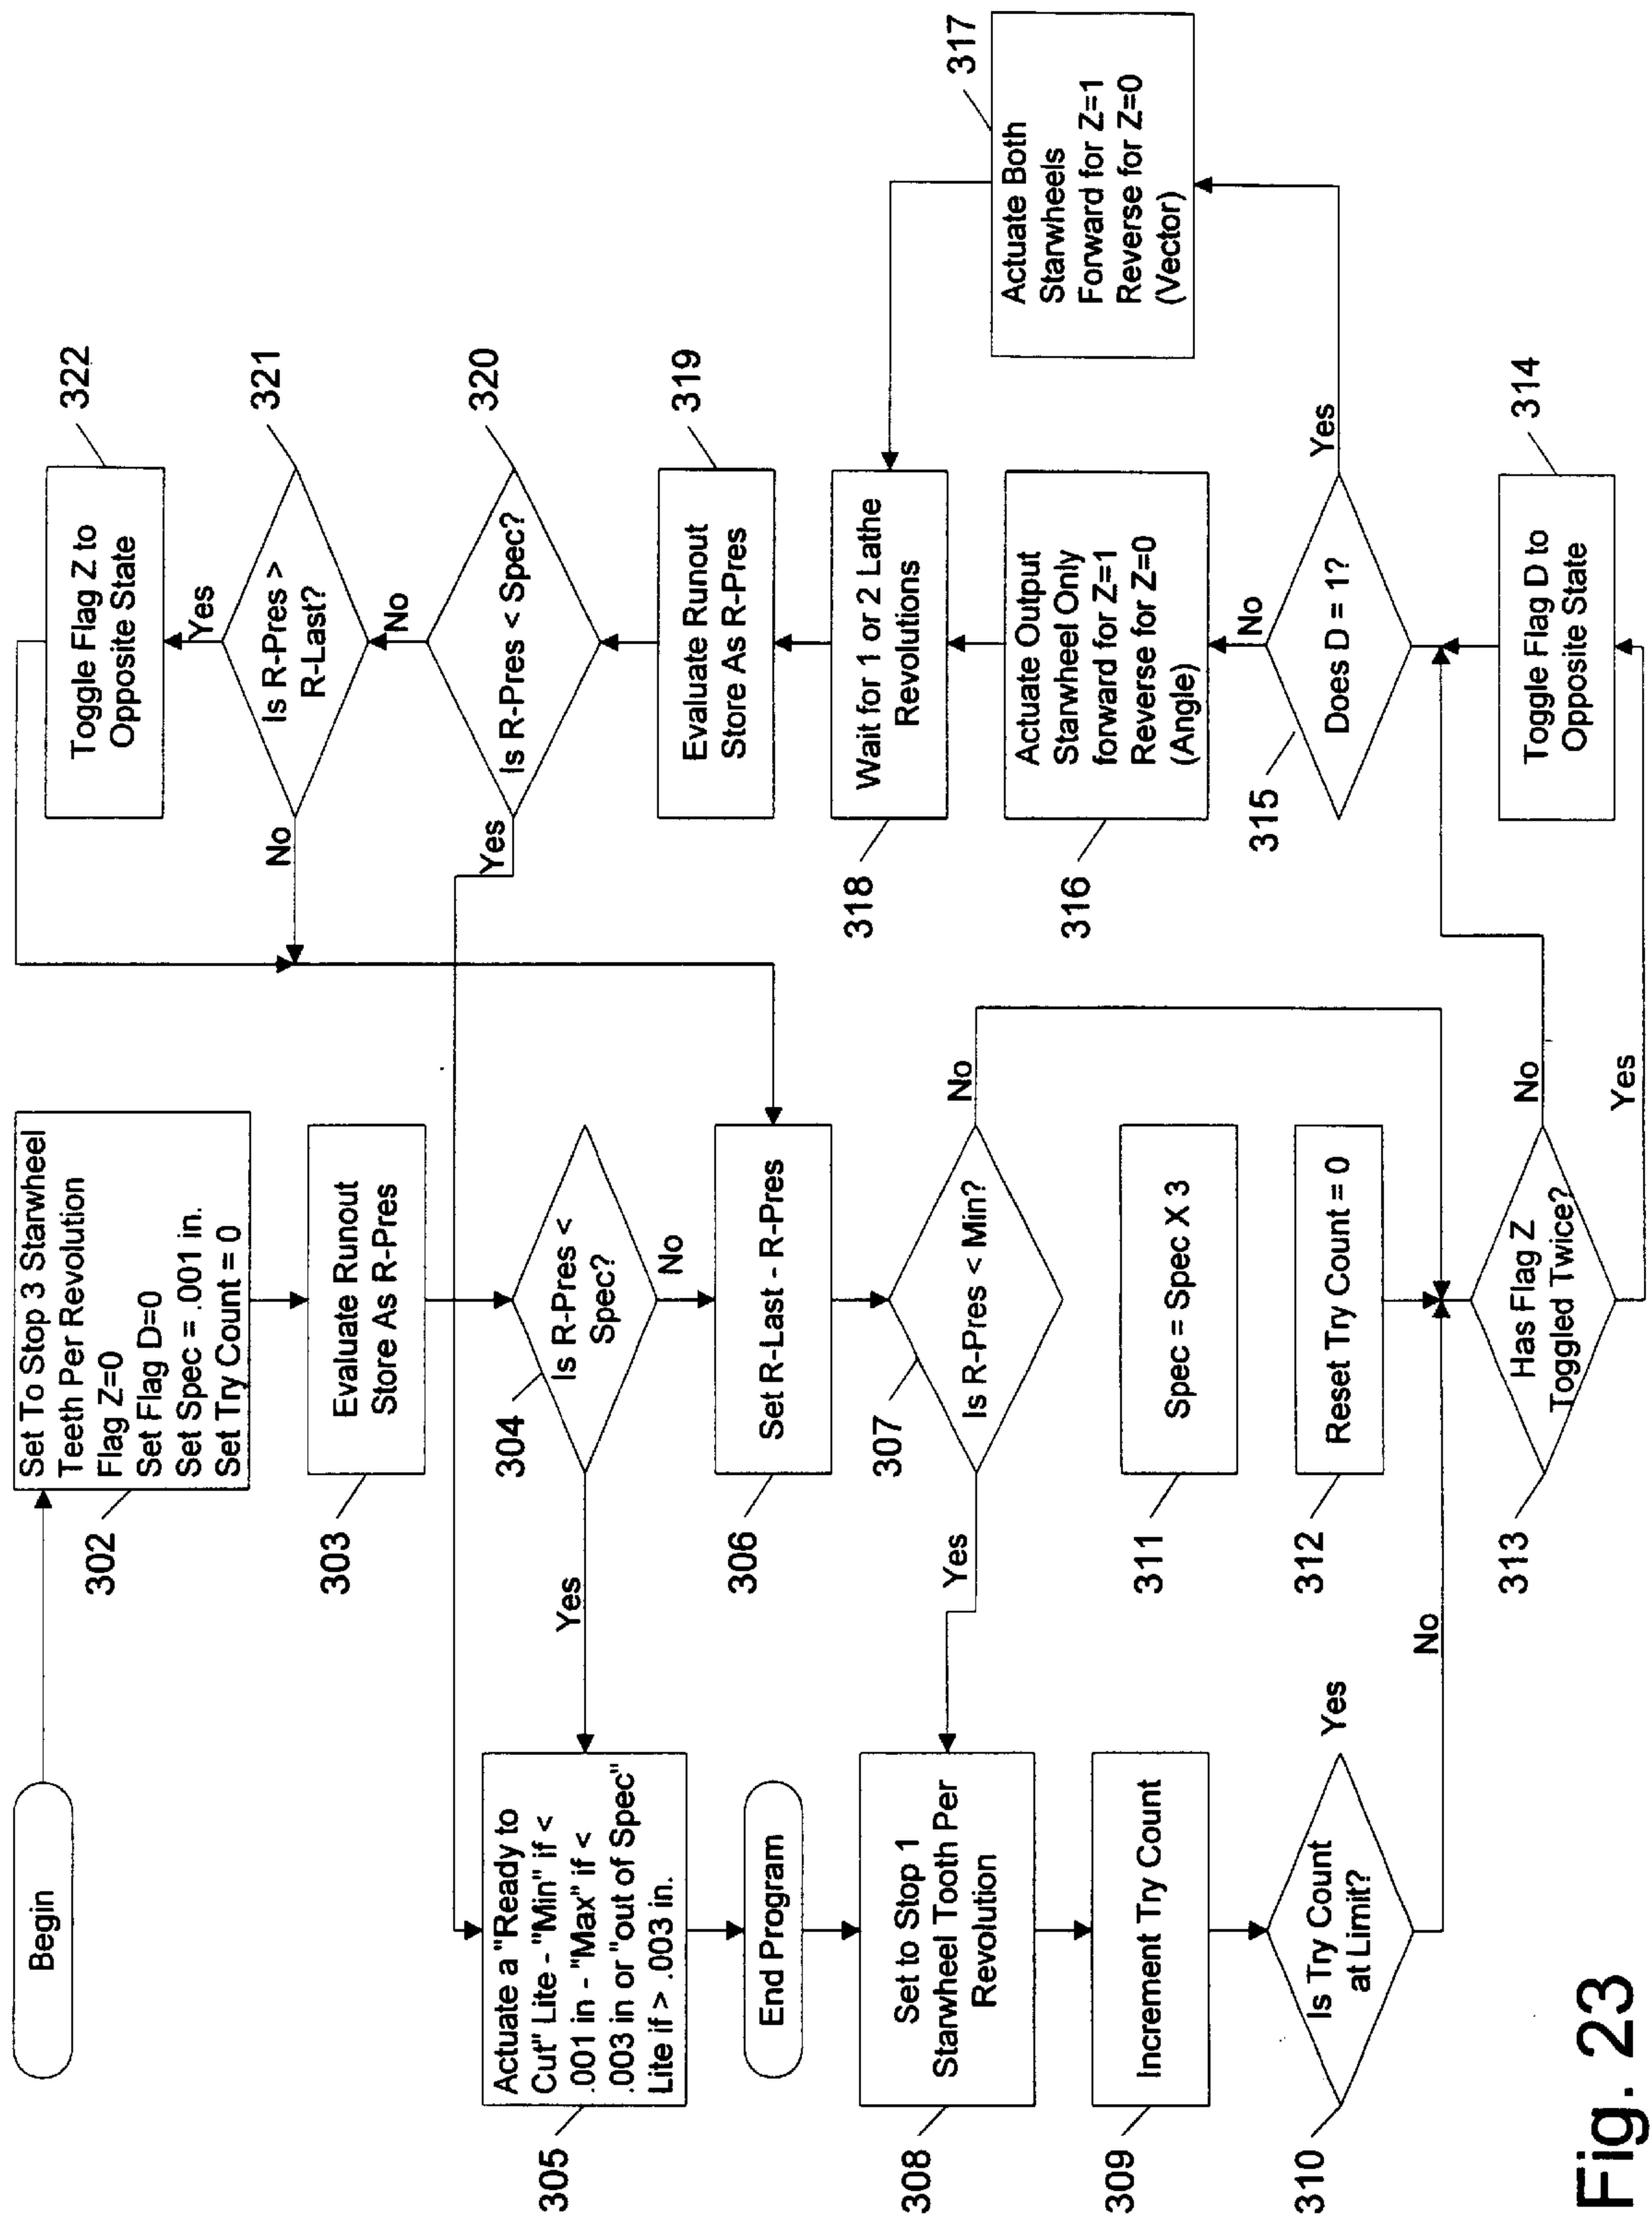 Begin
Set To Stop 3 Starwheel
Teeth Per Revolution
Flag Z=0
Set Flag D=0
Set Spec = .001 in.
Set Try Count = 0
302
Evaluate Runout
Store As R-Pres
303
Is R-Pres <
Spec?
304
Yes
No
Actuate a "Ready to
Cut" Lite - "Min" if <
.001 in - "Max" if <
.003 in or "out of Spec"
Lite if > .003 in.
305
End Program
Set R-Last - R-Pres
306
Is R-Pres < Min?
307
Yes
No
Set to Stop 1
Starwheel Tooth Per
Revolution
308
Increment Try Count
309
Is Try Count
at Limit?
310
Yes
No
Spec = Spec X 3
311
Reset Try Count = 0
312
Has Flag Z
Toggled Twice?
313
No
Yes
Toggle Flag D to
Opposite State
314
Does D = 1?
315
No
Yes
Actuate Output
Starwheel Only
forward for Z=1
Reverse for Z=0
(Angle)
316
Actuate Both
Starwheels
Forward for Z=1
Reverse for Z=0
(Vector)
317
Wait for 1 or 2 Lathe
Revolutions
318
Evaluate Runout
Store As R-Pres
319
Is R-Pres < Spec?
320
Yes
No
Is R-Pres >
R-Last?
321
No
Yes
Toggle Flag Z to
Opposite State
322
Fig. 23